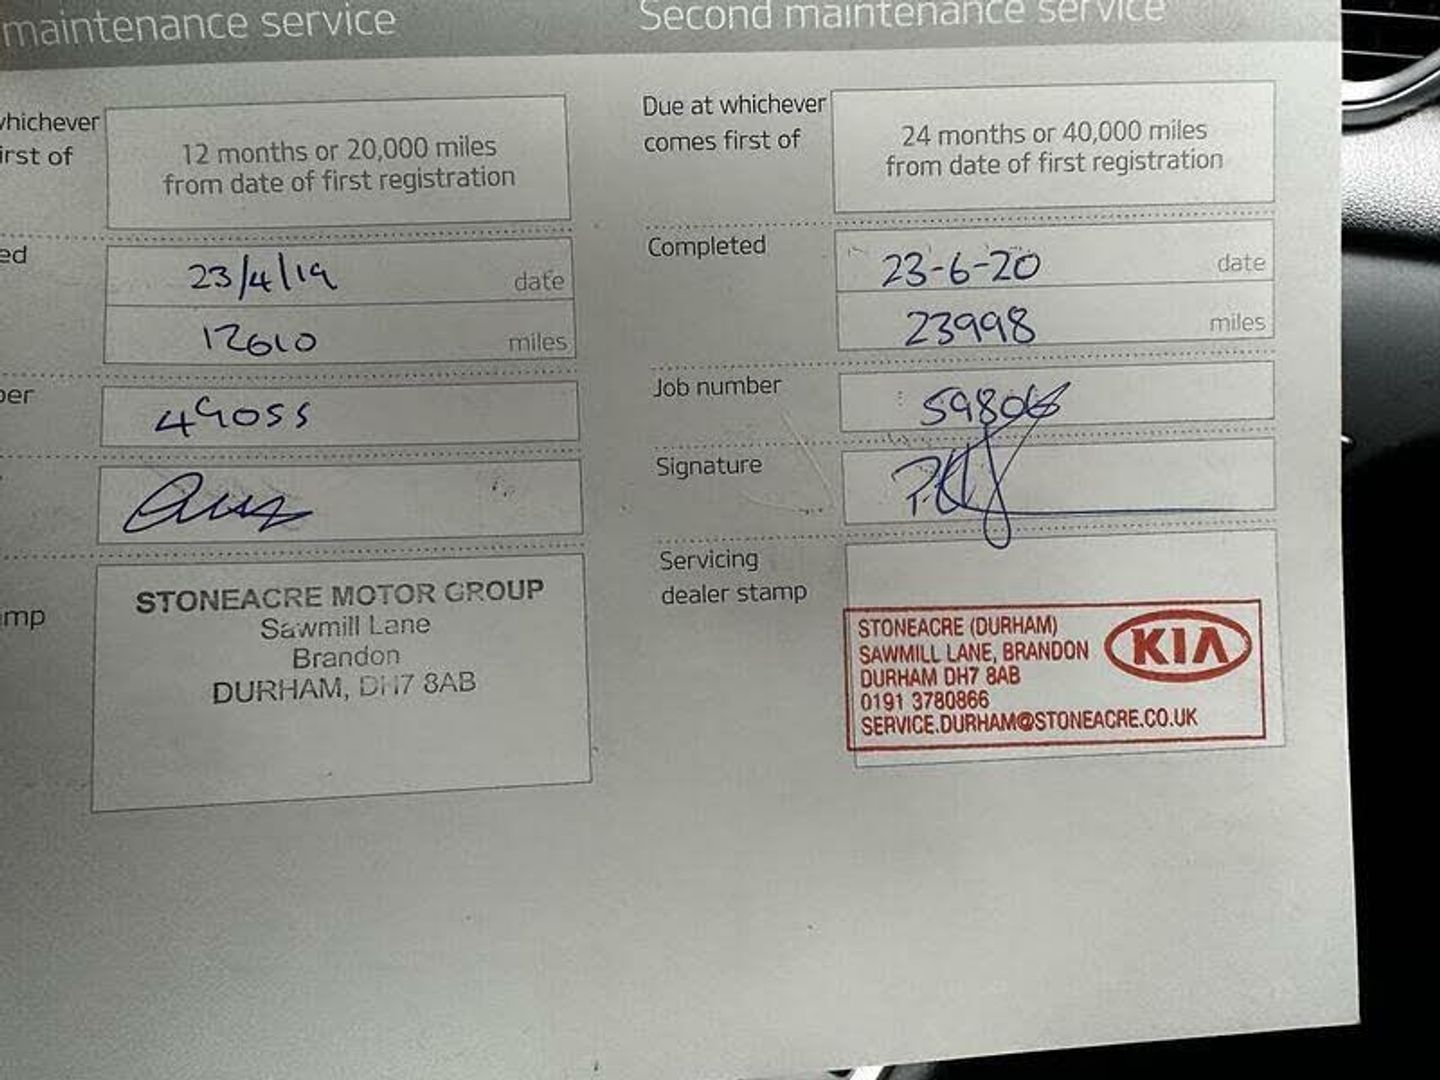 maintenance service
whichever
first of
12 months or 20,000 miles
from date of first registration
ed
23/4/19 date
12610 miles
ber
49055
mp
STONEACRE MOTOR GROUP
Sawmill Lane
Brandon
DURHAM, DH7 8AB
Second maintenance service
Due at whichever
comes first of
24 months or 40,000 miles
from date of first registration
Completed
23-6-20 date
23998 miles
Job number
59806
Signature
Servicing
dealer stamp
STONEACRE (DURHAM)
SAWMILL LANE, BRANDON
DURHAM DH7 8AB
0191 3780866
SERVICE.DURHAM@STONEACRE.CO.UK
KIA